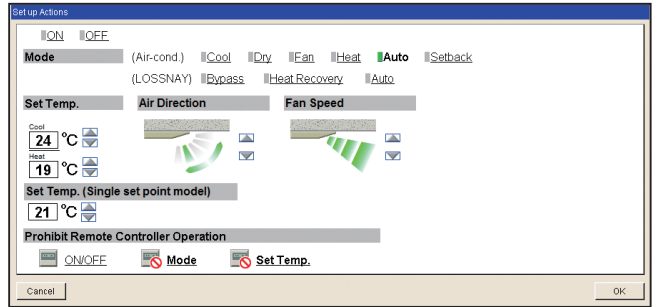 Set up Actions
ON OFF
Mode (Air-cond.) Cool Dry Fan Heat Auto Setback
(LOSSNAY) Bypass Heat Recovery Auto
Set Temp. Air Direction Fan Speed
Cool
24 °C
Heat
19 °C
Set Temp. (Single set point model)
21 °C
Prohibit Remote Controller Operation
ON/OFF Mode Set Temp.
Cancel OK